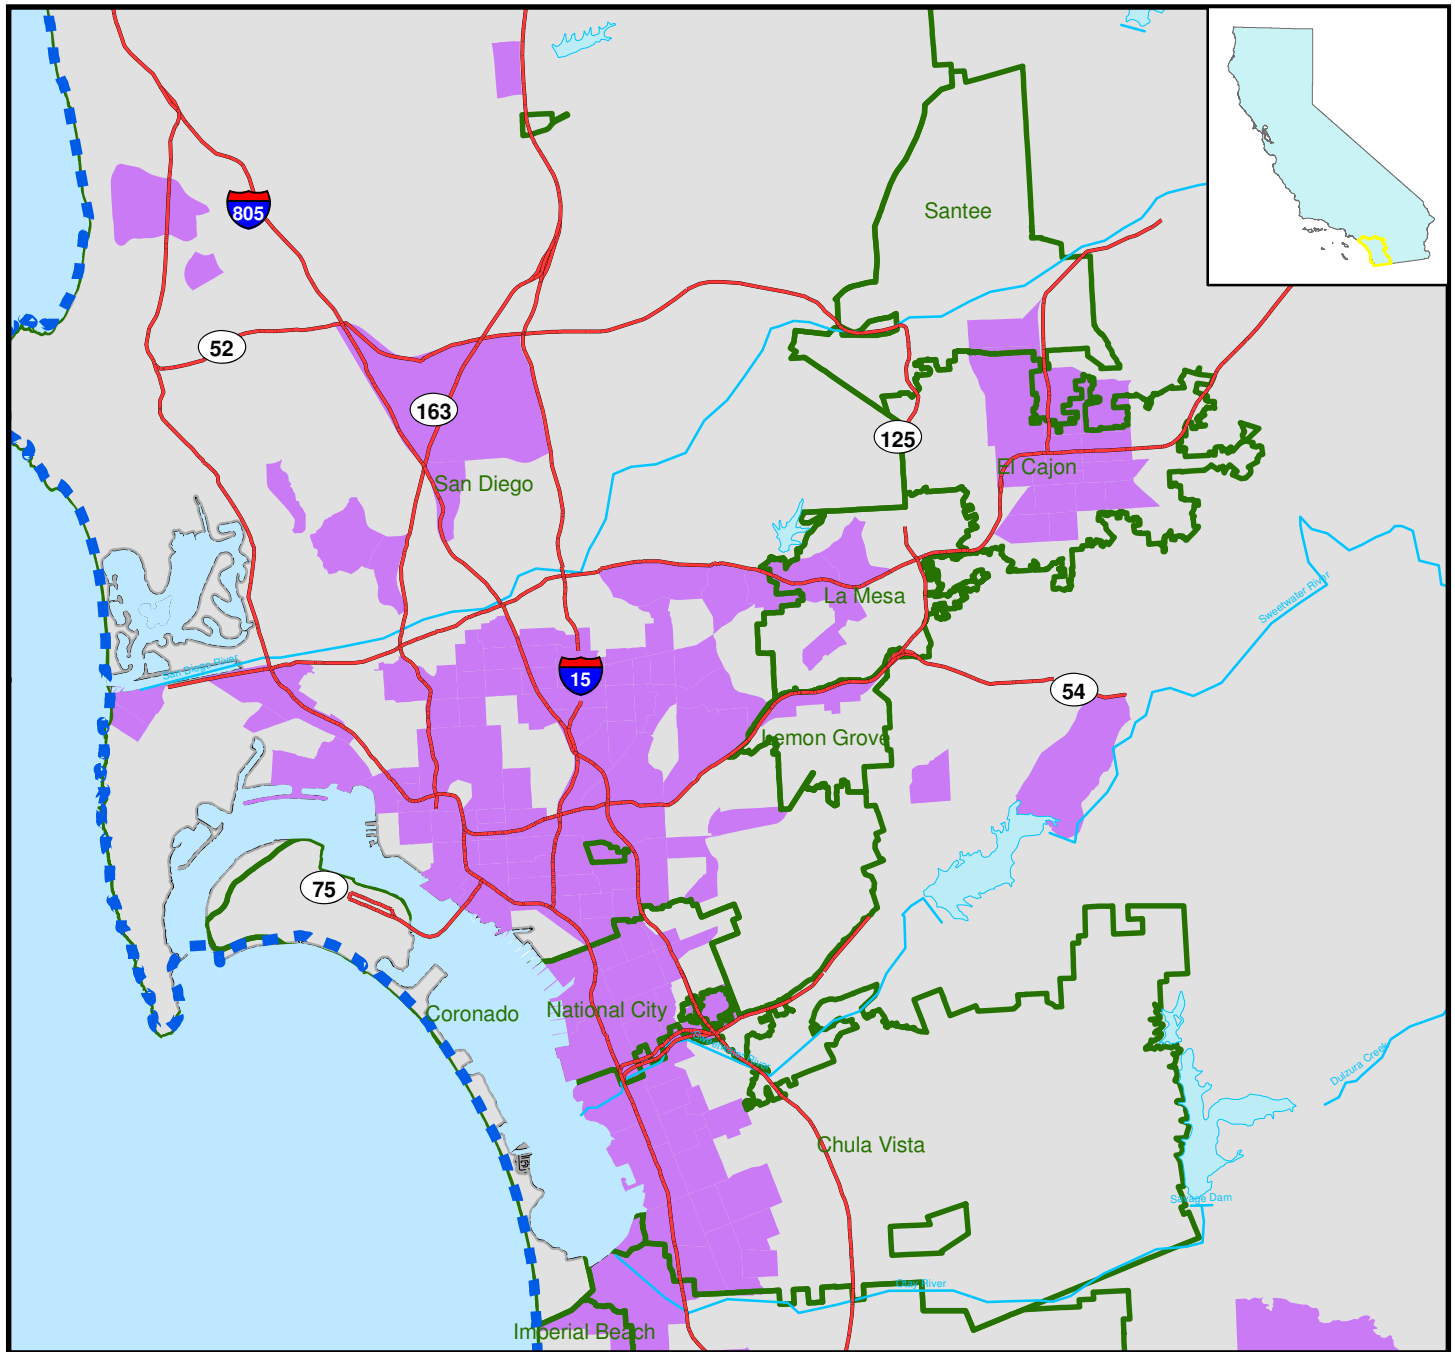 Santee
805
52
163
125
El Cajon
San Diego
Sweetwater River
La Mesa
San Diego River
15
54
Lemon Grove
75
National City
Coronado
Dulzura Creek
Chula Vista
Savage Dam
Otay River
Imperial Beach